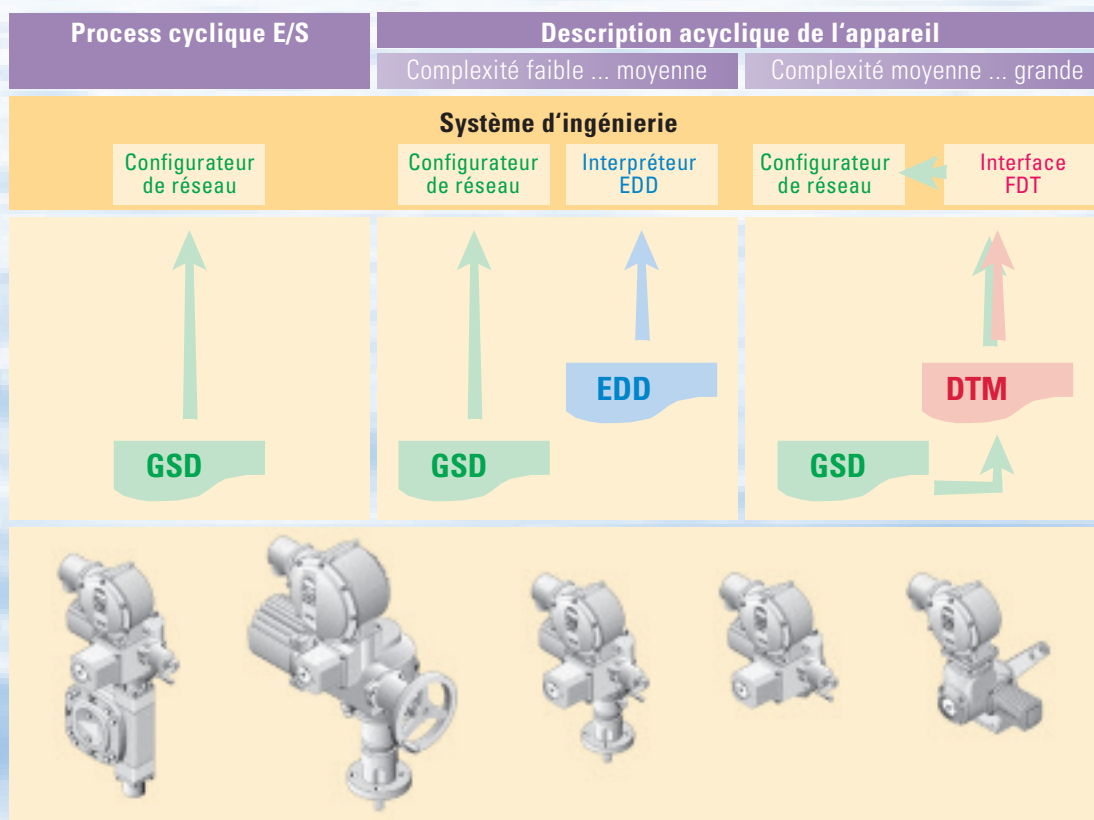 Process cyclique E/S
Description acyclique de l'appareil
Complexité faible ... moyenne
Complexité moyenne ... grande
Système d'ingénierie
Configurateur
de réseau
Configurateur
de réseau
Interpréteur
EDD
Configurateur
de réseau
Interface
FDT
EDD
DTM
GSD
GSD
GSD